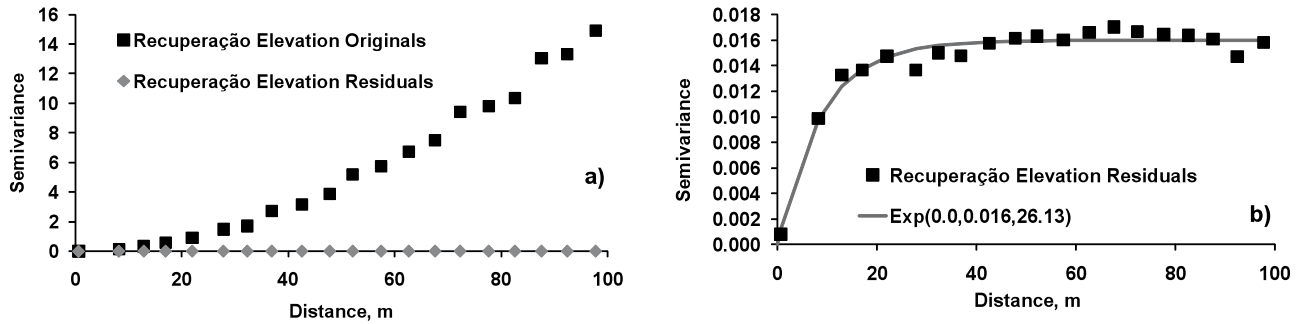 16
14
12
10
8
6
4
2
0
Semivariance
Recuperação Elevation Originals
Recuperação Elevation Residuals
a)
0 20 40 60 80 100
Distance, m
0.018
0.016
0.014
0.012
0.010
0.008
0.006
0.004
0.002
0.000
Semivariance
Recuperação Elevation Residuals
Exp(0.0,0.016,26.13)
b)
0 20 40 60 80 100
Distance, m